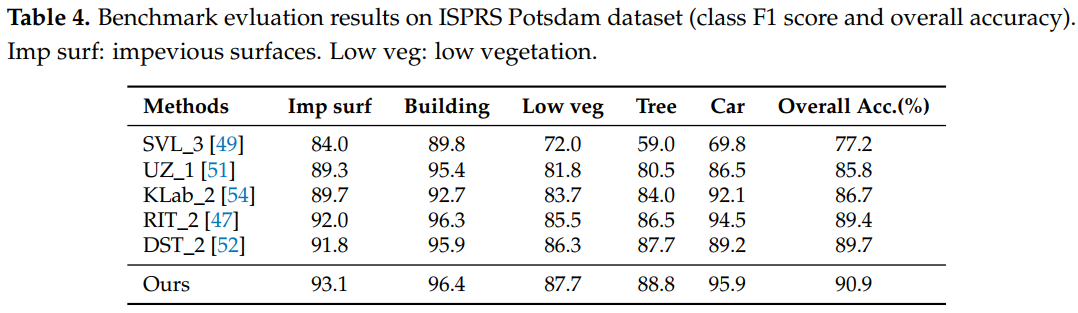 Table 4. Benchmark evluation results on ISPRS Potsdam dataset (class F1 score and overall accuracy).
Imp surf: impevious surfaces. Low veg: low vegetation.
Methods Imp surf Building Low veg Tree Car Overall Acc.(%)
SVL_3 [49] 84.0 89.8 72.0 59.0 69.8 77.2
UZ_1 [51] 89.3 95.4 81.8 80.5 86.5 85.8
KLab_2 [54] 89.7 92.7 83.7 84.0 92.1 86.7
RIT_2 [47] 92.0 96.3 85.5 86.5 94.5 89.4
DST_2 [52] 91.8 95.9 86.3 87.7 89.2 89.7
Ours 93.1 96.4 87.7 88.8 95.9 90.9